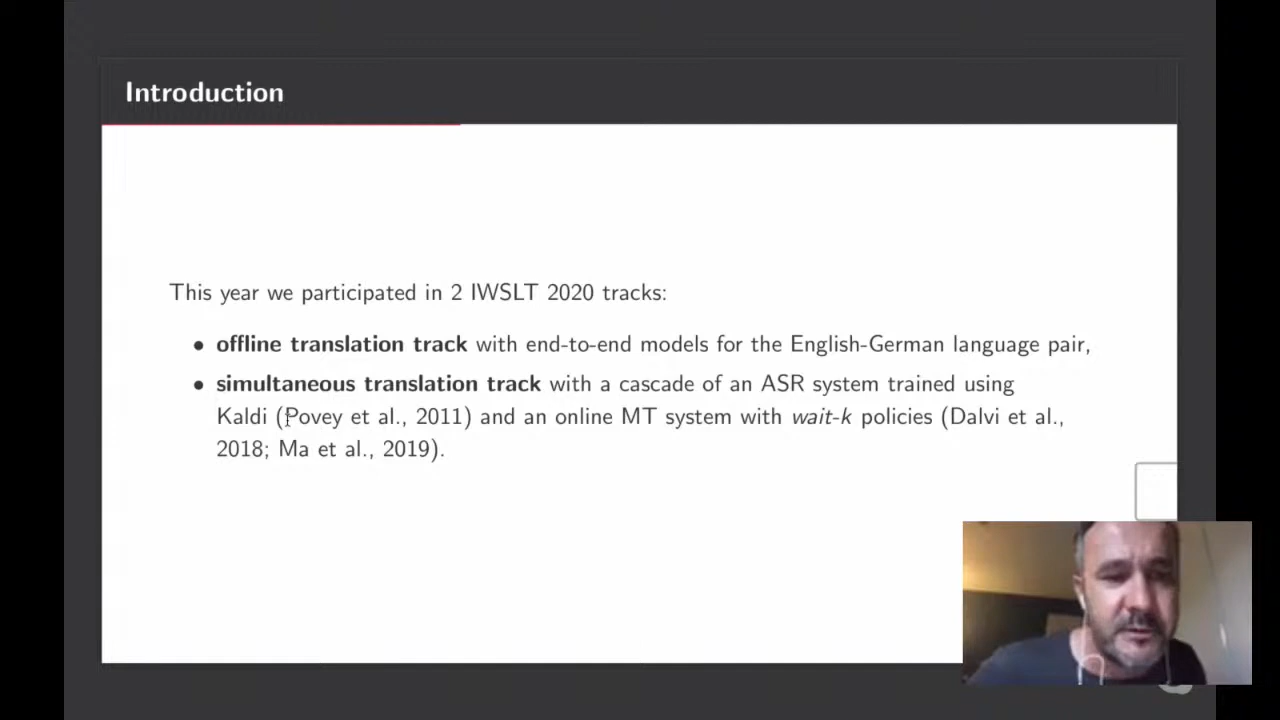 Introduction
This year we participated in 2 IWSLT 2020 tracks:
• offline translation track with end-to-end models for the English-German language pair,
• simultaneous translation track with a cascade of an ASR system trained using
Kaldi (Povey et al., 2011) and an online MT system with wait-k policies (Dalvi et al.,
2018; Ma et al., 2019).